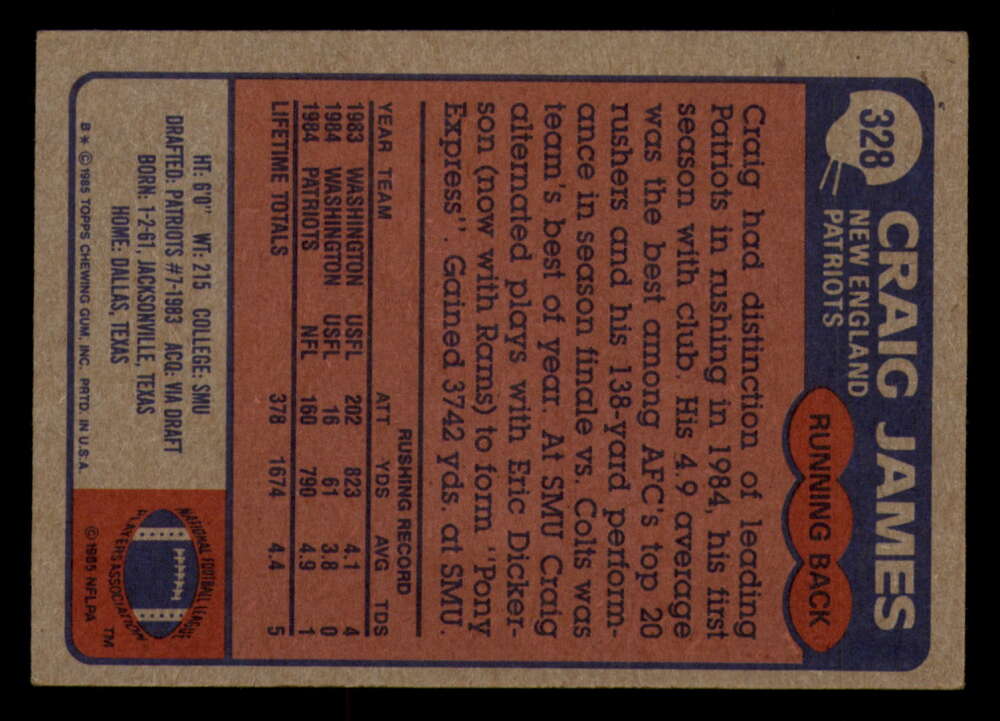 328
CRAIG JAMES
NEW ENGLAND
PATRIOTS
RUNNING BACK
Craig had distinction of leading
Patriots in rushing in 1984, his first
season with club. His 4.9 average
was the best among AFC's top 20
rushers and his 138-yard perform-
ance in season finale vs. Colts was
team's best of year. At SMU Craig
alternated plays with Eric Dicker-
son (now with Rams) to form "Pony
Express". Gained 3742 yds. at SMU.
RUSHING RECORD
YEAR TEAM ATT YDS AVG TDS
1983 WASHINGTON USFL 202 823 4.1 4
1984 WASHINGTON USFL 16 61 3.8 0
1984 PATRIOTS NFL 160 790 4.9 1
LIFETIME TOTALS 378 1674 4.4 5
HT: 6'0" WT: 215 COLLEGE: SMU
DRAFTED: PATRIOTS #7-1983 ACQ: VIA DRAFT
BORN: 1-2-61, JACKSONVILLE, TEXAS
HOME: DALLAS, TEXAS
B* © 1985 TOPPS CHEWING GUM, INC. PRTD. IN U.S.A.
NATIONAL FOOTBALL LEAGUE
PLAYERS ASSOCIATION
TM
© 1985 NFLPA